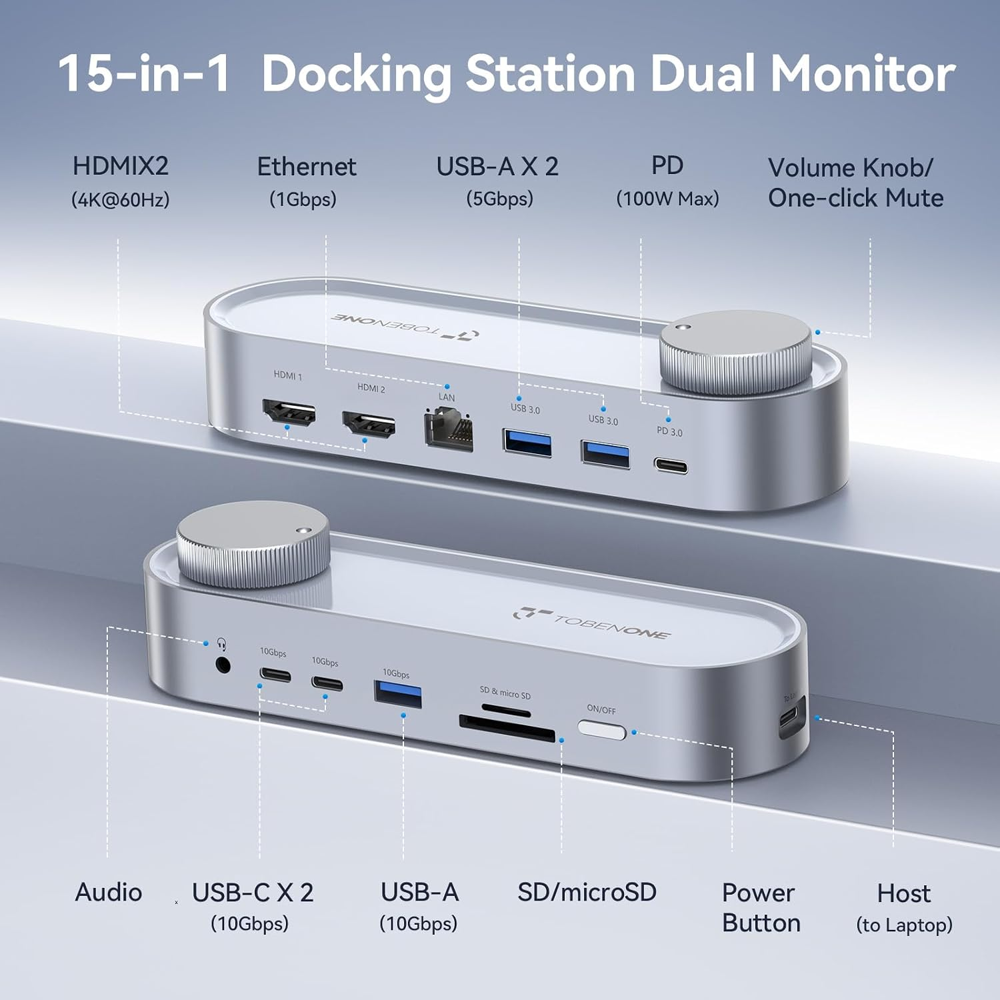 15-in-1 Docking Station Dual Monitor
HDMIX2
(4K@60Hz)
Ethernet
(1Gbps)
USB-A X 2
(5Gbps)
PD
(100W Max)
Volume Knob/
One-click Mute
TOBENONE
HDMI 1
HDMI 2
LAN
USB 3.0
USB 3.0
PD 3.0
TOBENONE
10Gbps
10Gbps
10Gbps
SD & micro SD
ON/OFF
To
Audio
x
USB-C X 2
(10Gbps)
USB-A
(10Gbps)
SD/microSD
Power
Button
Host
(to Laptop)